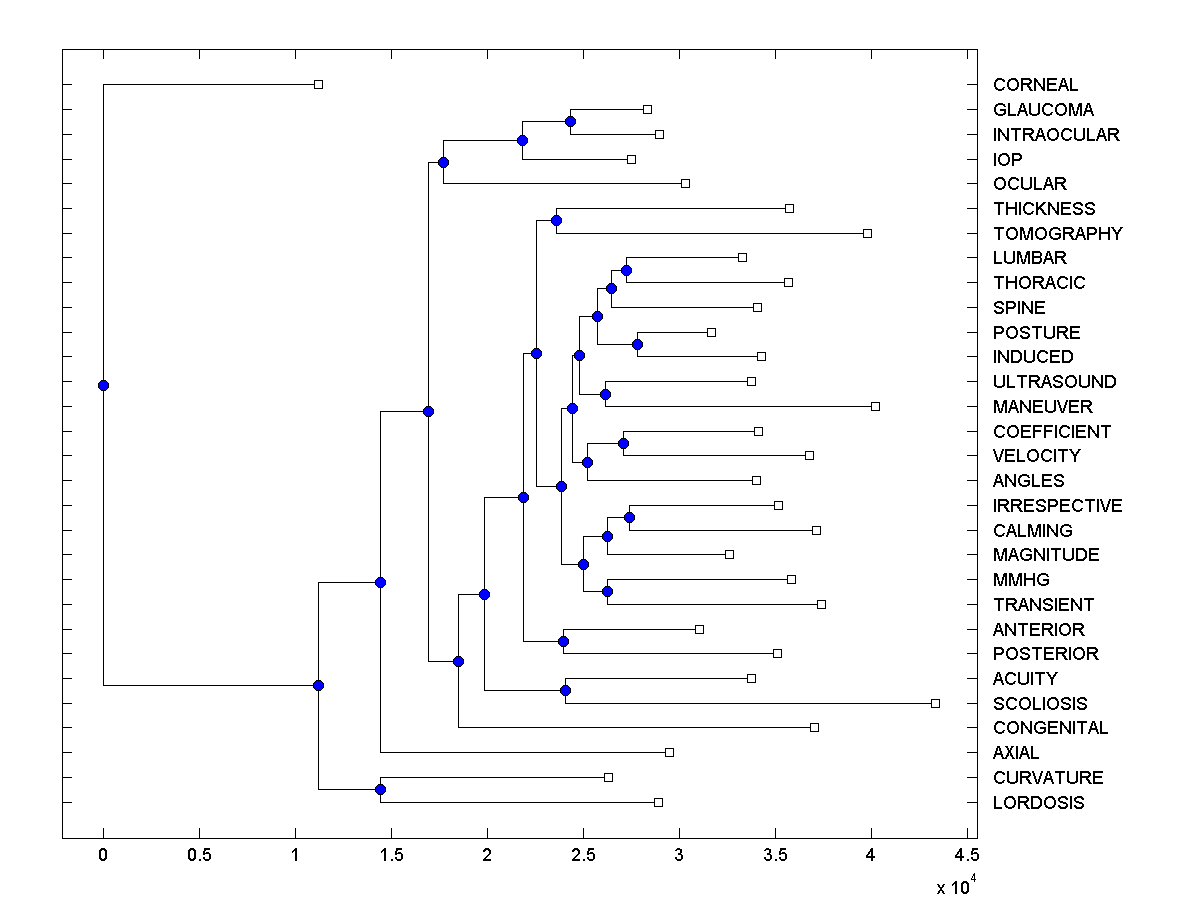 CORNEAL
GLAUCOMA
INTRAOCULAR
IOP
OCULAR
THICKNESS
TOMOGRAPHY
LUMBAR
THORACIC
SPINE
POSTURE
INDUCED
ULTRASOUND
MANEUVER
COEFFICIENT
VELOCITY
ANGLES
IRRESPECTIVE
CALMING
MAGNITUDE
MMHG
TRANSIENT
ANTERIOR
POSTERIOR
ACUITY
SCOLIOSIS
CONGENITAL
AXIAL
CURVATURE
LORDOSIS
0 0.5 1 1.5 2 2.5 3 3.5 4 4.5
x 10^4